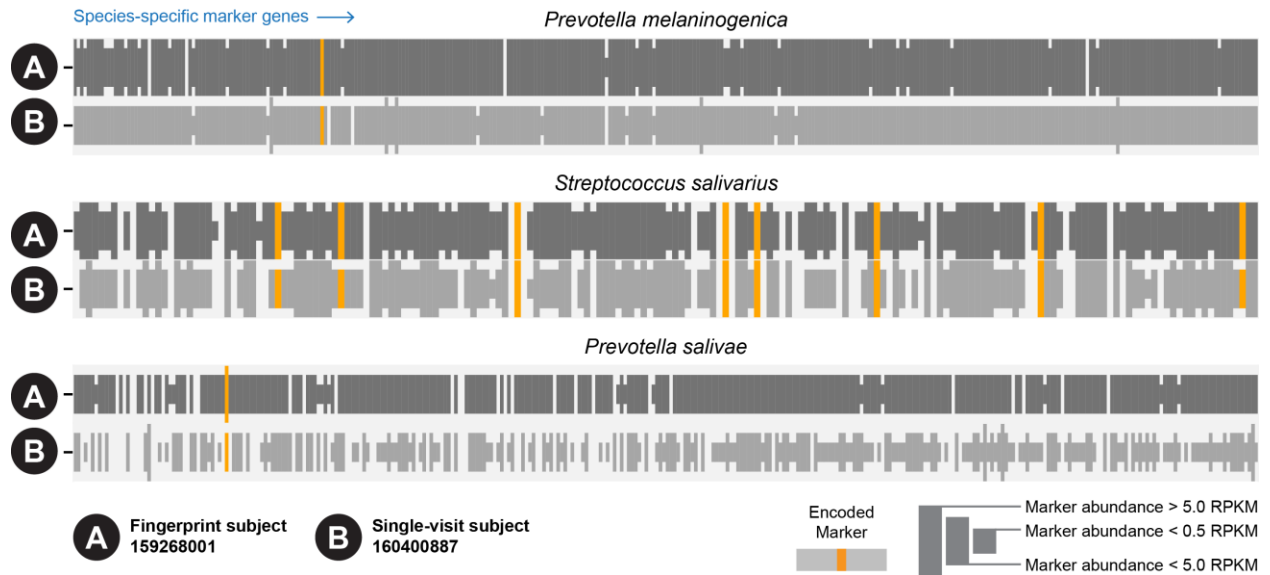 Species-specific marker genes
Prevotella melaninogenica
A
B
Streptococcus salivarius
A
B
Prevotella salivae
A
B
A
Fingerprint subject
159268001
B
Single-visit subject
160400887
Encoded
Marker
Marker abundance > 5.0 RPKM
Marker abundance < 0.5 RPKM
Marker abundance < 5.0 RPKM